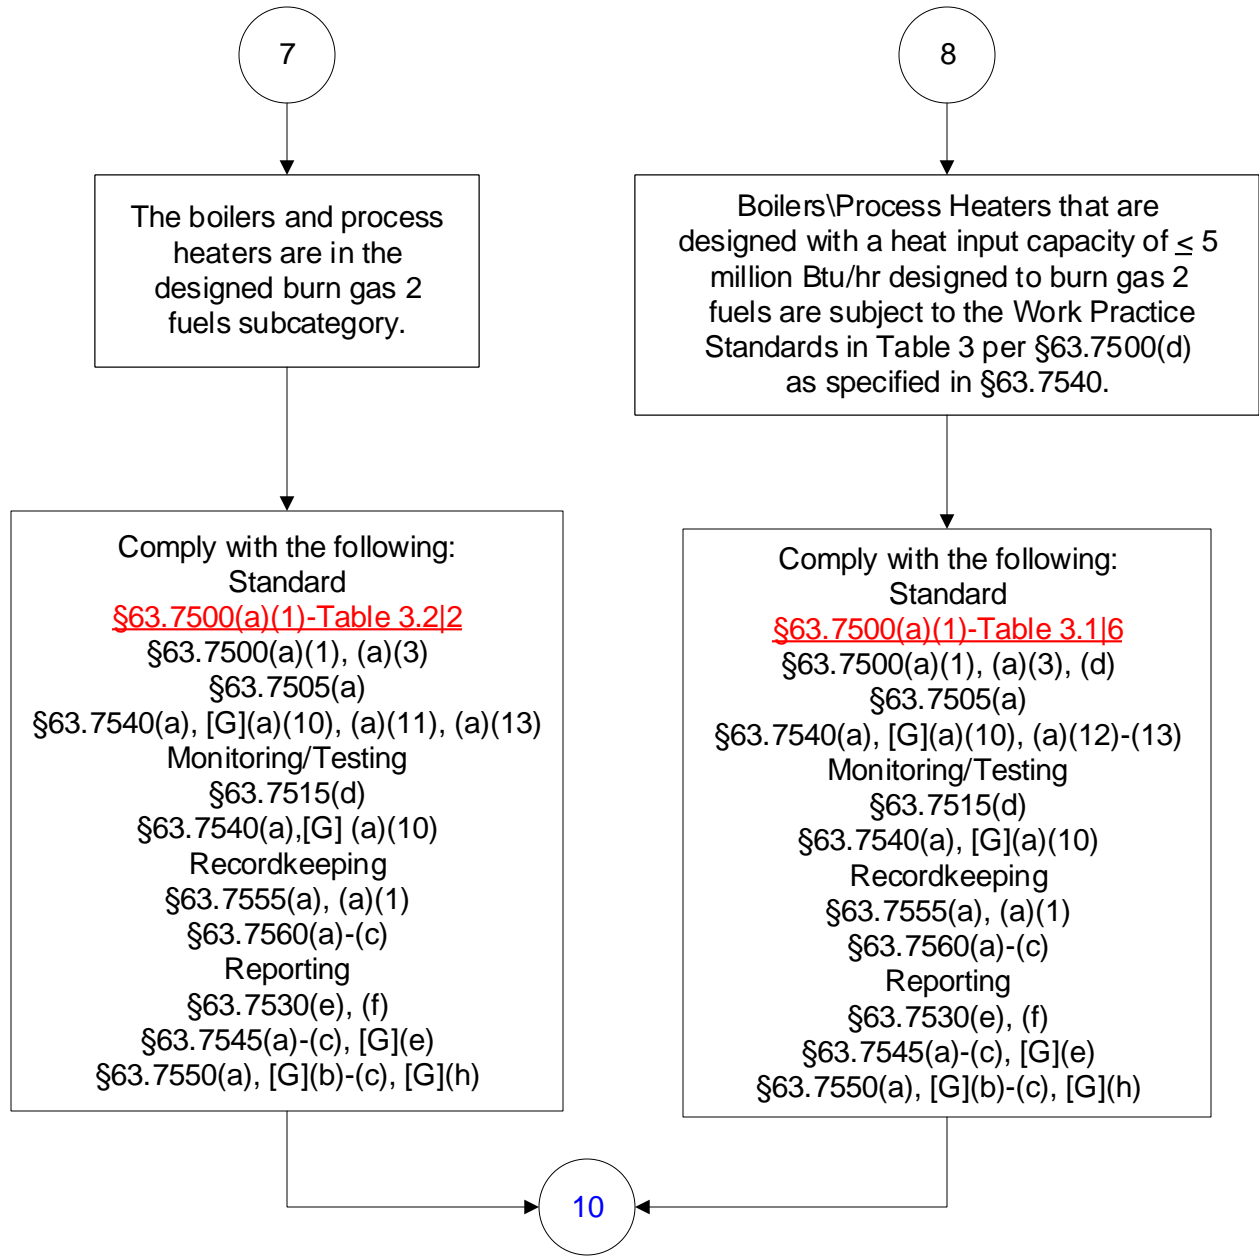 7
The boilers and process
heaters are in the
designed burn gas 2
fuels subcategory.
Comply with the following:
Standard
§63.7500(a)(1)-Table 3.2|2
§63.7500(a)(1), (a)(3)
§63.7505(a)
§63.7540(a), [G](a)(10), (a)(11), (a)(13)
Monitoring/Testing
§63.7515(d)
§63.7540(a),[G] (a)(10)
Recordkeeping
§63.7555(a), (a)(1)
§63.7560(a)-(c)
Reporting
§63.7530(e), (f)
§63.7545(a)-(c), [G](e)
§63.7550(a), [G](b)-(c), [G](h)
8
Boilers\Process Heaters that are
designed with a heat input capacity of ≤ 5
million Btu/hr designed to burn gas 2
fuels are subject to the Work Practice
Standards in Table 3 per §63.7500(d)
as specified in §63.7540.
Comply with the following:
Standard
§63.7500(a)(1)-Table 3.1|6
§63.7500(a)(1), (a)(3), (d)
§63.7505(a)
§63.7540(a), [G](a)(10), (a)(12)-(13)
Monitoring/Testing
§63.7515(d)
§63.7540(a), [G](a)(10)
Recordkeeping
§63.7555(a), (a)(1)
§63.7560(a)-(c)
Reporting
§63.7530(e), (f)
§63.7545(a)-(c), [G](e)
§63.7550(a), [G](b)-(c), [G](h)
10